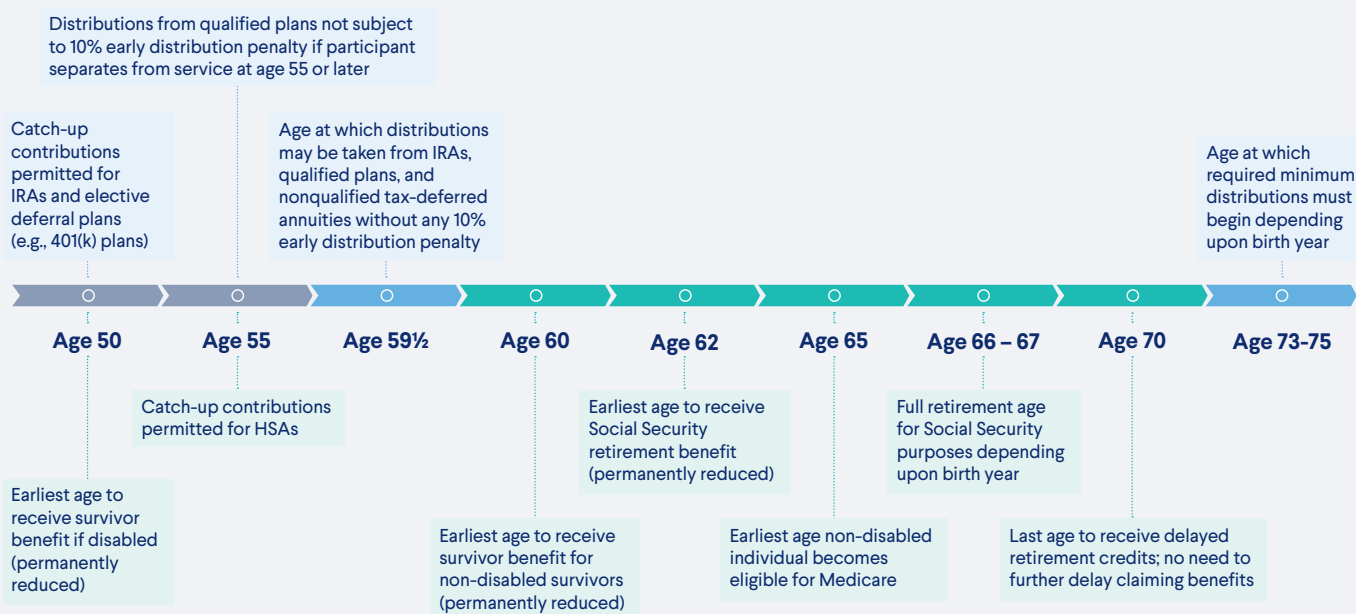 Distributions from qualified plans not subject
to 10% early distribution penalty if participant
separates from service at age 55 or later
Catch-up
contributions
permitted for
IRAs and elective
deferral plans
(e.g., 401(k) plans)
Age at which distributions
may be taken from IRAs,
qualified plans, and
nonqualified tax-deferred
annuities without any 10%
early distribution penalty
Age at which
required minimum
distributions must
begin depending
upon birth year
Age 50
Age 55
Age 59½
Age 60
Age 62
Age 65
Age 66 – 67
Age 70
Age 73-75
Catch-up contributions
permitted for HSAs
Earliest age to receive
Social Security
retirement benefit
(permanently reduced)
Full retirement age
for Social Security
purposes depending
upon birth year
Earliest age to
receive survivor
benefit if disabled
(permanently
reduced)
Earliest age to receive
survivor benefit for
non-disabled survivors
(permanently reduced)
Earliest age non-disabled
individual becomes
eligible for Medicare
Last age to receive delayed
retirement credits; no need to
further delay claiming benefits